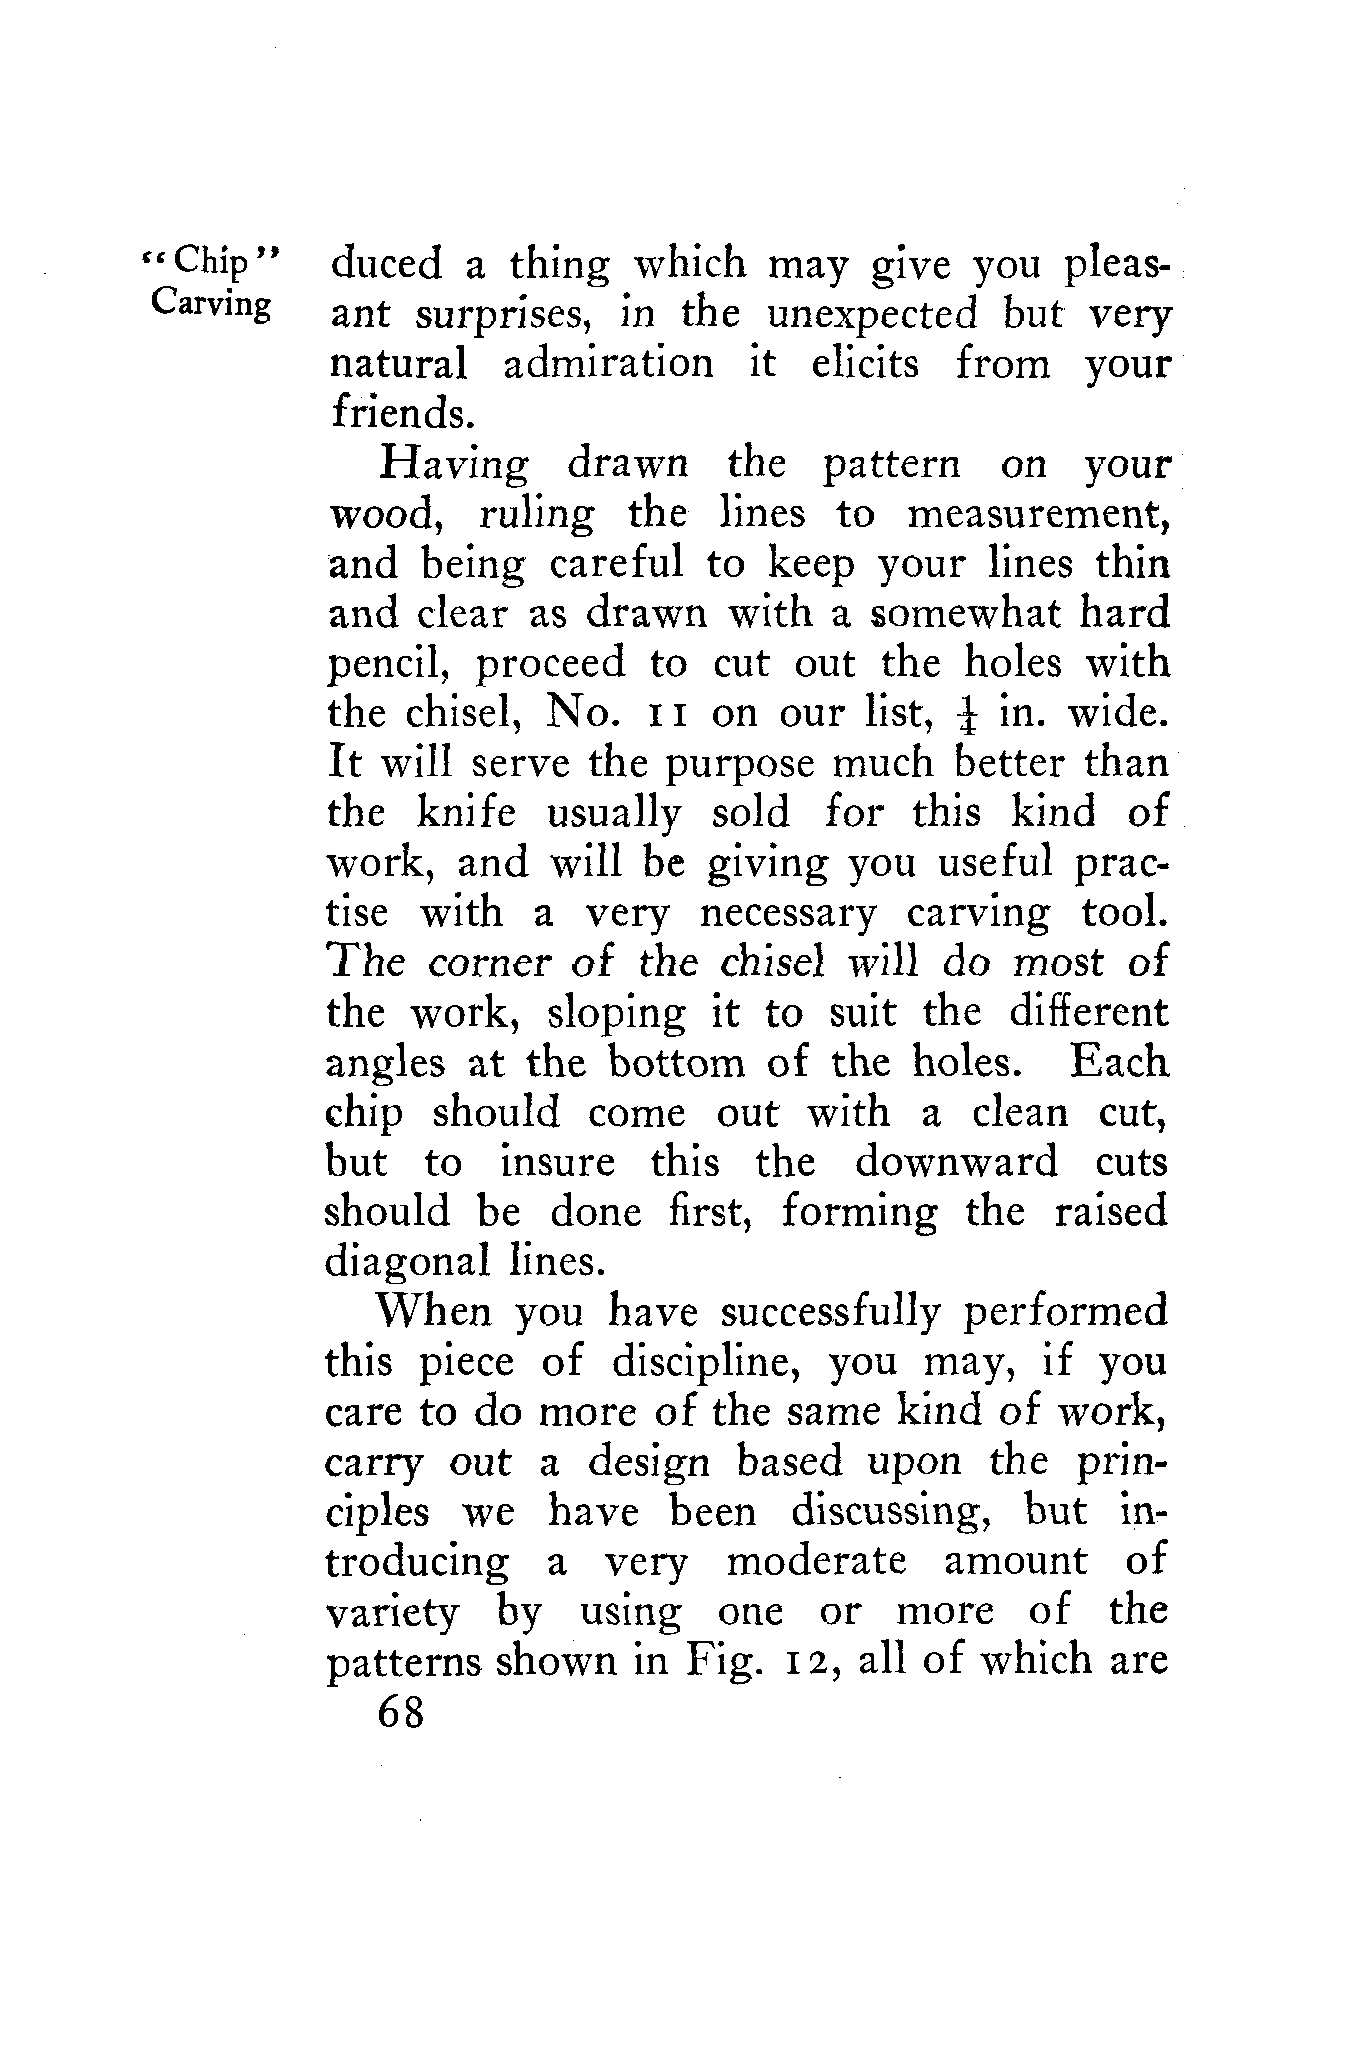 “Chip”
Carving
duced a thing which may give you pleas-
ant surprises, in the unexpected but very
natural admiration it elicits from your
friends.
Having drawn the pattern on your
wood, ruling the lines to measurement,
and being careful to keep your lines thin
and clear as drawn with a somewhat hard
pencil, proceed to cut out the holes with
the chisel, No. 11 on our list, ¼ in. wide.
It will serve the purpose much better than
the knife usually sold for this kind of
work, and will be giving you useful prac-
tise with a very necessary carving tool.
The corner of the chisel will do most of
the work, sloping it to suit the different
angles at the bottom of the holes. Each
chip should come out with a clean cut,
but to insure this the downward cuts
should be done first, forming the raised
diagonal lines.
When you have successfully performed
this piece of discipline, you may, if you
care to do more of the same kind of work,
carry out a design based upon the prin-
ciples we have been discussing, but in-
troducing a very moderate amount of
variety by using one or more of the
patterns shown in Fig. 12, all of which are
68